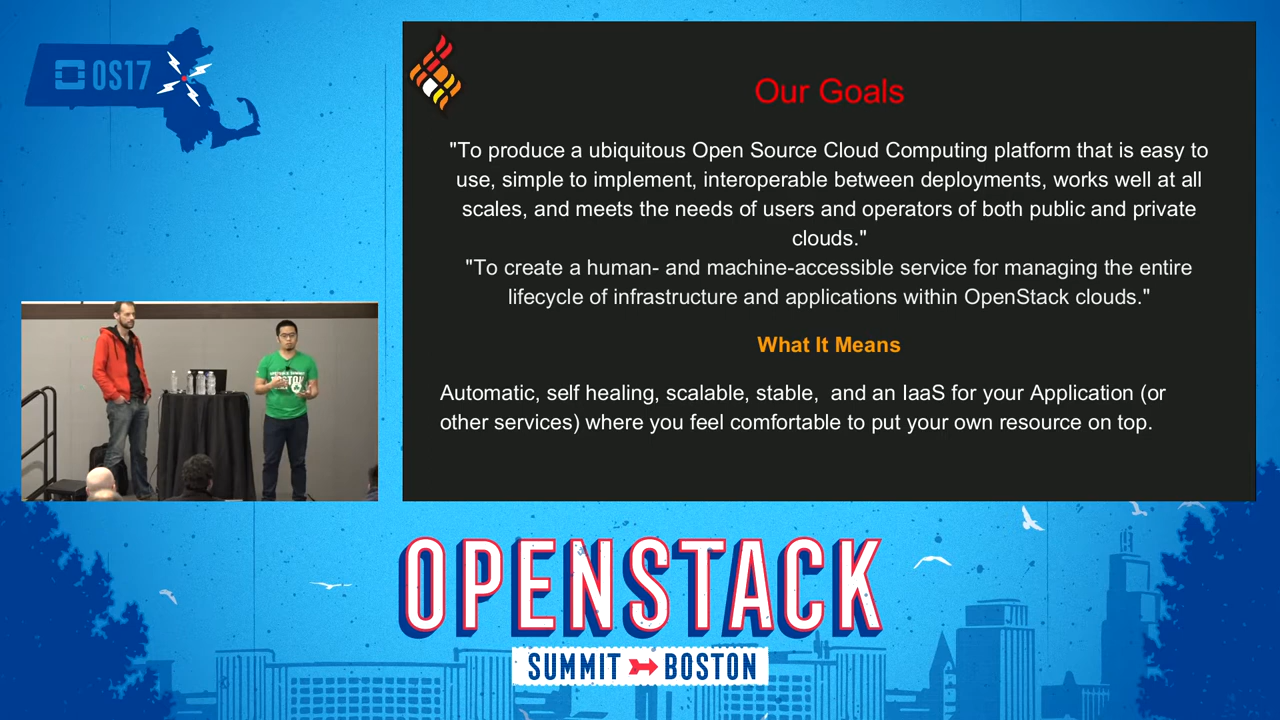 OS17
Our Goals
"To produce a ubiquitous Open Source Cloud Computing platform that is easy to
use, simple to implement, interoperable between deployments, works well at all
scales, and meets the needs of users and operators of both public and private
clouds."
"To create a human- and machine-accessible service for managing the entire
lifecycle of infrastructure and applications within OpenStack clouds."
What It Means
Automatic, self healing, scalable, stable,  and an IaaS for your Application (or
other services) where you feel comfortable to put your own resource on top.
OPENSTACK
SUMMIT BOSTON